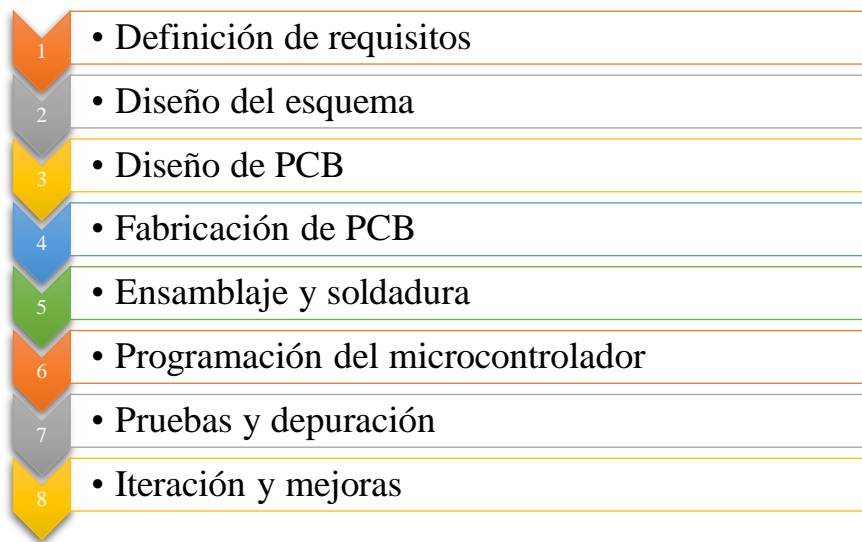 1 • Definición de requisitos
2 • Diseño del esquema
3 • Diseño de PCB
4 • Fabricación de PCB
5 • Ensamblaje y soldadura
6 • Programación del microcontrolador
7 • Pruebas y depuración
8 • Iteración y mejoras